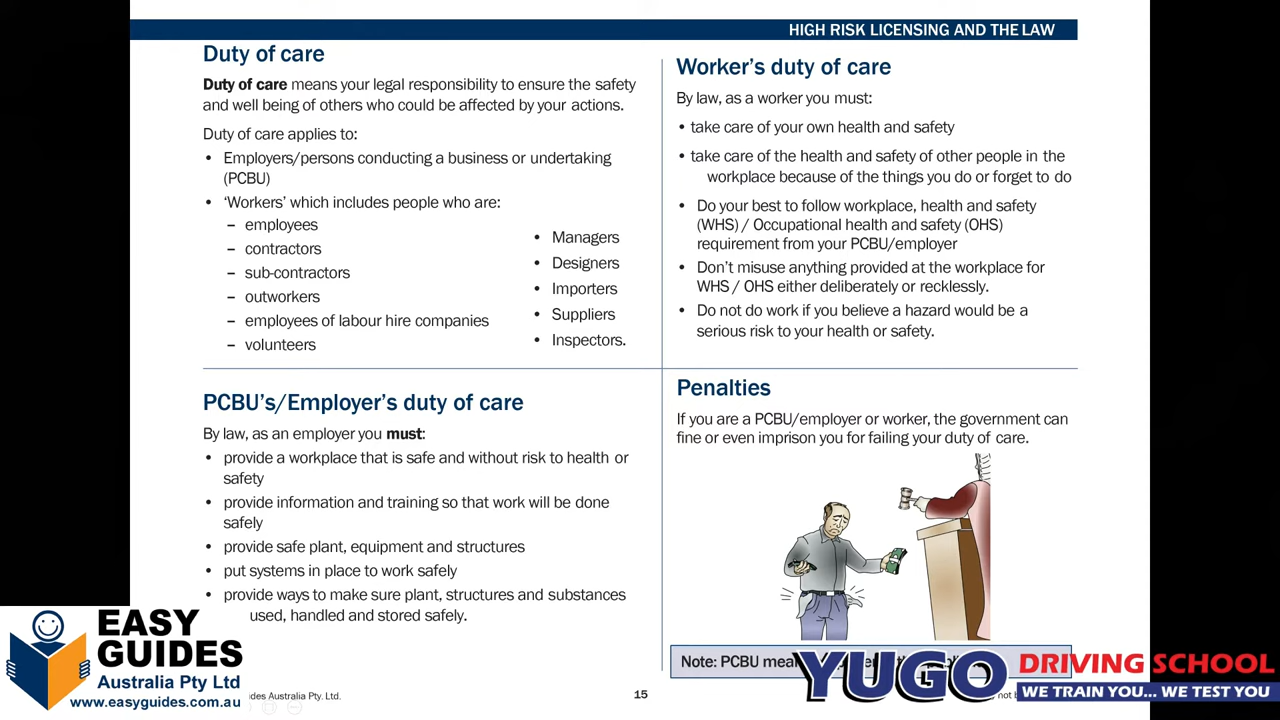 HIGH RISK LICENSING AND THE LAW
Duty of care
Duty of care means your legal responsibility to ensure the safety
and well being of others who could be affected by your actions.
Duty of care applies to:
• Employers/persons conducting a business or undertaking
(PCBU)
• ‘Workers’ which includes people who are:
– employees
– contractors
– sub-contractors
– outworkers
– employees of labour hire companies
– volunteers
• Managers
• Designers
• Importers
• Suppliers
• Inspectors.
Worker’s duty of care
By law, as a worker you must:
• take care of your own health and safety
• take care of the health and safety of other people in the
workplace because of the things you do or forget to do
• Do your best to follow workplace, health and safety
(WHS) / Occupational health and safety (OHS)
requirement from your PCBU/employer
• Don’t misuse anything provided at the workplace for
WHS / OHS either deliberately or recklessly.
• Do not do work if you believe a hazard would be a
serious risk to your health or safety.
PCBU’s/Employer’s duty of care
By law, as an employer you must:
• provide a workplace that is safe and without risk to health or
safety
• provide information and training so that work will be done
safely
• provide safe plant, equipment and structures
• put systems in place to work safely
• provide ways to make sure plant, structures and substances
used, handled and stored safely.
Penalties
If you are a PCBU/employer or worker, the government can
fine or even imprison you for failing your duty of care.
Note: PCBU
EASY
GUIDES
Australia Pty Ltd
www.easyguides.com.au
Australia Pty. Ltd.
15
not
YUGO
DRIVING SCHOOL
WE TRAIN YOU... WE TEST YOU